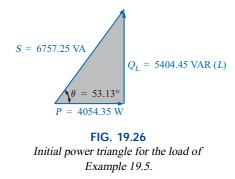 S = 6757.25 VA
Q_L = 5404.45 VAR (L)
θ = 53.13°
P = 4054.35 W
FIG. 19.26
Initial power triangle for the load of
Example 19.5.